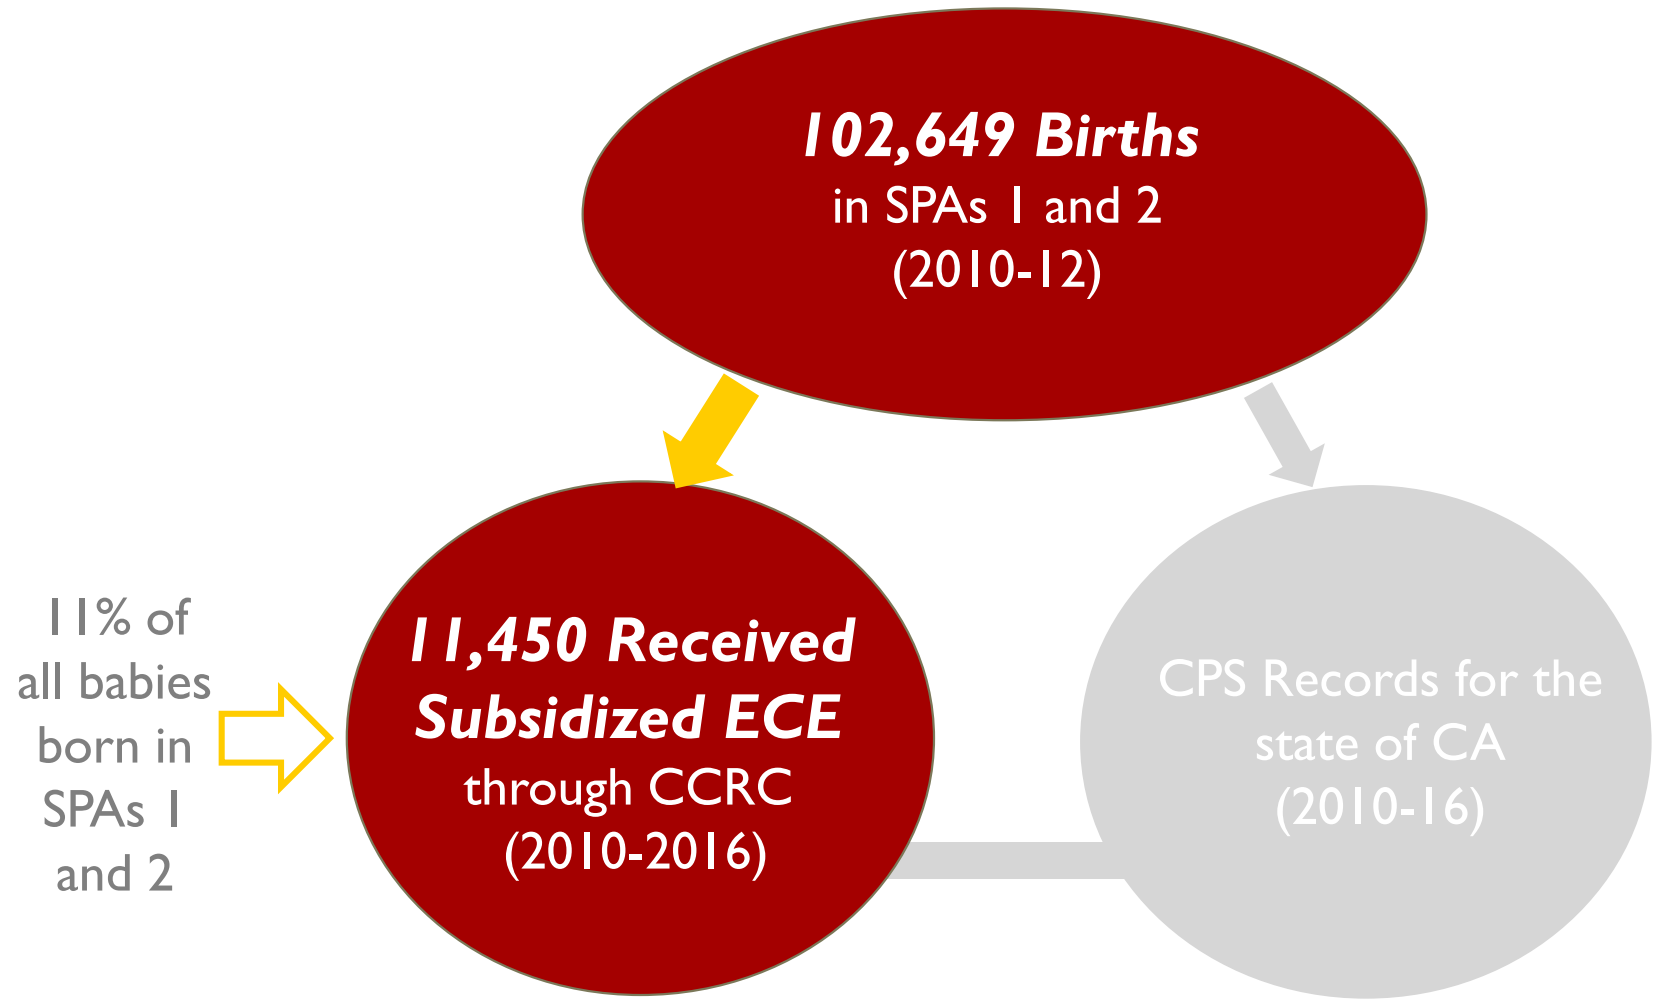 102,649 Births
in SPAs 1 and 2
(2010-12)
11% of
all babies
born in
SPAs 1
and 2
11,450 Received
Subsidized ECE
through CCRC
(2010-2016)
CPS Records for the
state of CA
(2010-16)